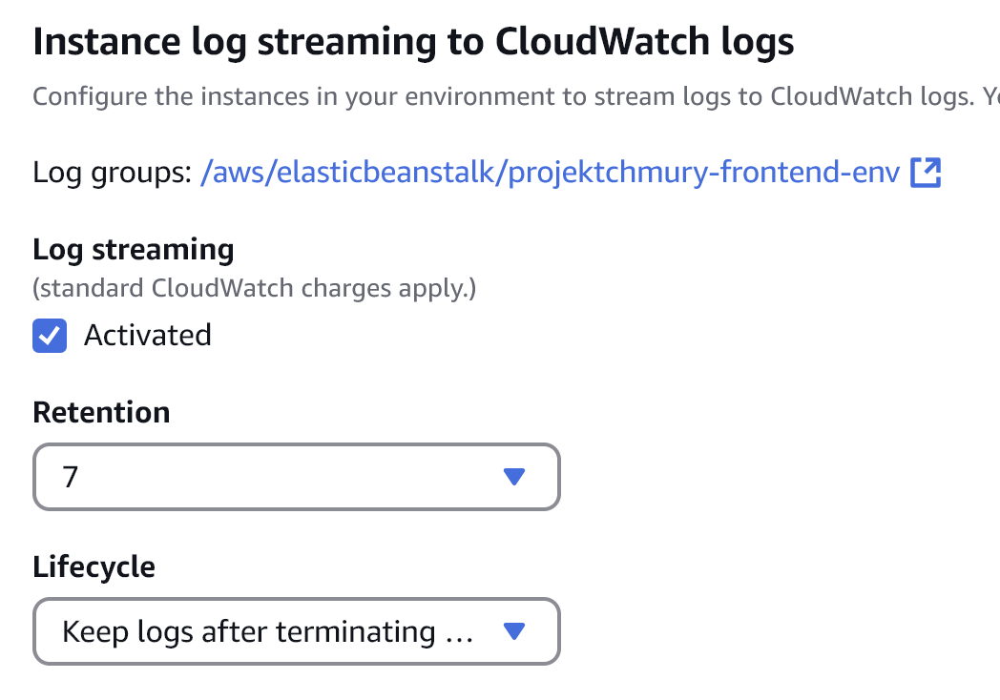 Instance log streaming to CloudWatch logs
Configure the instances in your environment to stream logs to CloudWatch logs.
Log groups: /aws/elasticbeanstalk/projektchmury-frontend-env
Log streaming
(standard CloudWatch charges apply.)
Activated
Retention
7
Lifecycle
Keep logs after terminating ...